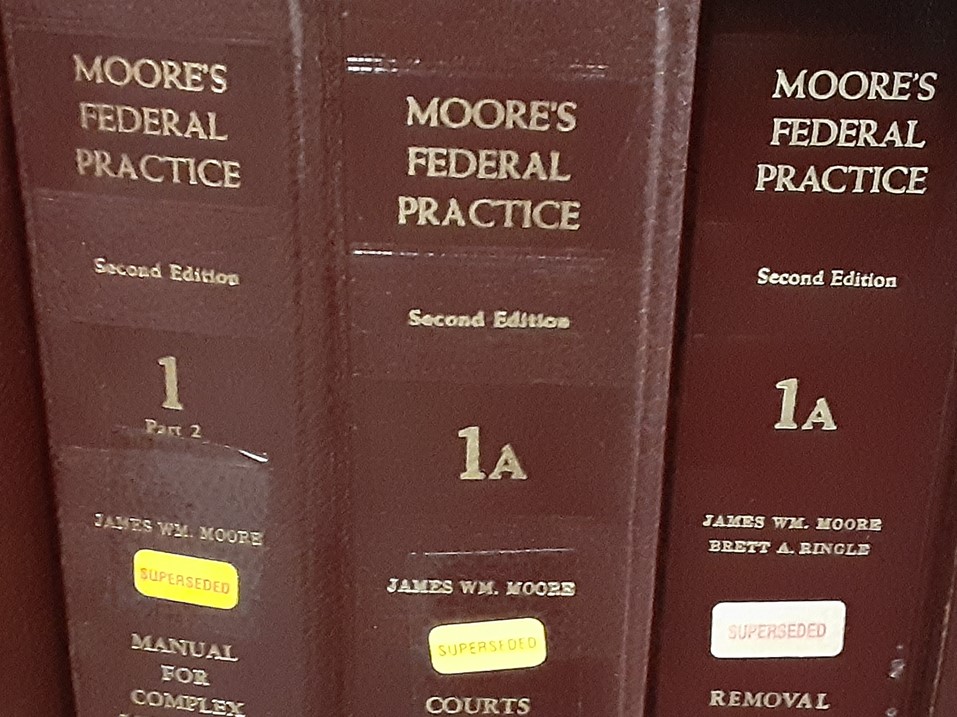 MOORE'S
FEDERAL
PRACTICE
Second Edition
1
Part 2
JAMES WM. MOORE
SUPERSEDED
MANUAL
FOR
COMPLEX
MOORE'S
FEDERAL
PRACTICE
Second Edition
1A
JAMES WM. MOORE
SUPERSEDED
COURTS
MOORE'S
FEDERAL
PRACTICE
Second Edition
1A
JAMES WM. MOORE
BRETT A. RINGLE
SUPERSEDED
REMOVAL